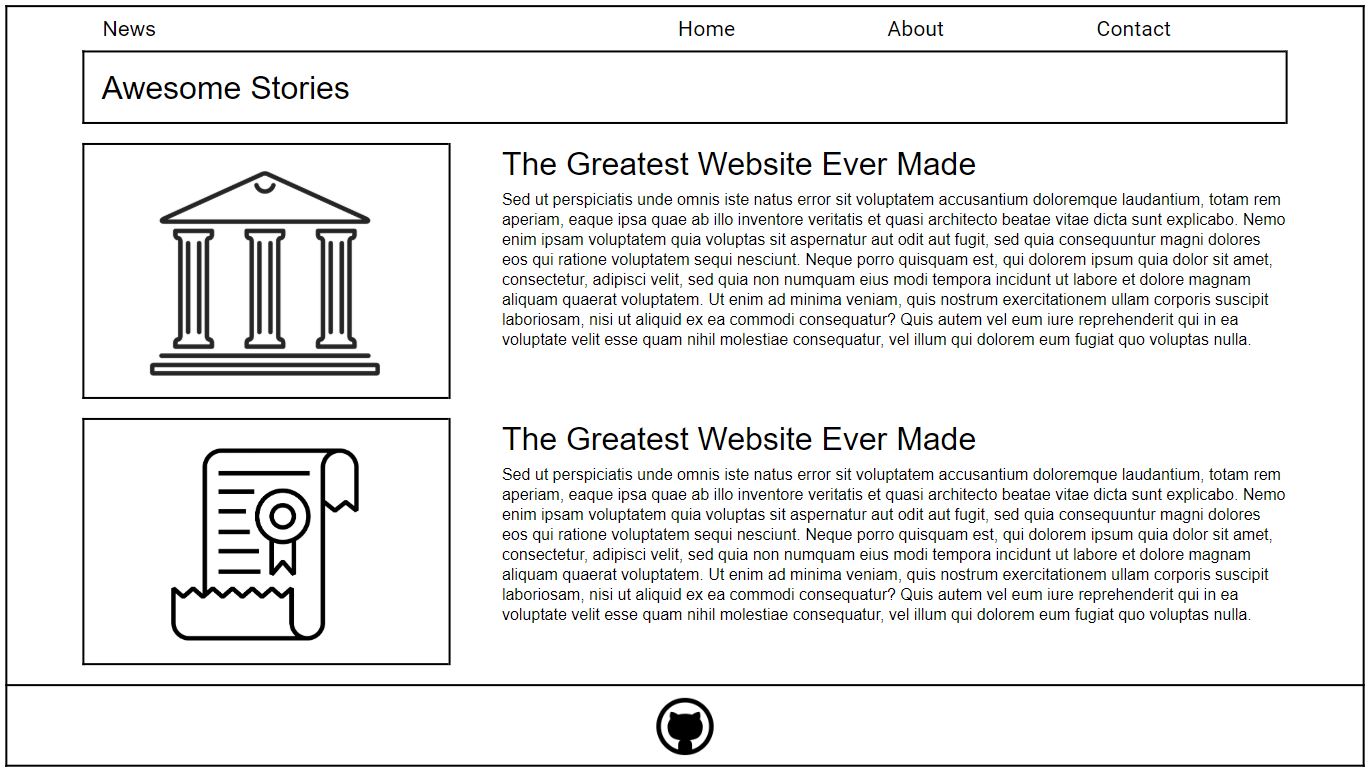 News Home About Contact
Awesome Stories
The Greatest Website Ever Made
Sed ut perspiciatis unde omnis iste natus error sit voluptatem accusantium doloremque laudantium, totam rem
aperiam, eaque ipsa quae ab illo inventore veritatis et quasi architecto beatae vitae dicta sunt explicabo. Nemo
enim ipsam voluptatem quia voluptas sit aspernatur aut odit aut fugit, sed quia consequuntur magni dolores
eos qui ratione voluptatem sequi nesciunt. Neque porro quisquam est, qui dolorem ipsum quia dolor sit amet,
consectetur, adipisci velit, sed quia non numquam eius modi tempora incidunt ut labore et dolore magnam
aliquam quaerat voluptatem. Ut enim ad minima veniam, quis nostrum exercitationem ullam corporis suscipit
laboriosam, nisi ut aliquid ex ea commodi consequatur? Quis autem vel eum iure reprehenderit qui in ea
voluptate velit esse quam nihil molestiae consequatur, vel illum qui dolorem eum fugiat quo voluptas nulla.
The Greatest Website Ever Made
Sed ut perspiciatis unde omnis iste natus error sit voluptatem accusantium doloremque laudantium, totam rem
aperiam, eaque ipsa quae ab illo inventore veritatis et quasi architecto beatae vitae dicta sunt explicabo. Nemo
enim ipsam voluptatem quia voluptas sit aspernatur aut odit aut fugit, sed quia consequuntur magni dolores
eos qui ratione voluptatem sequi nesciunt. Neque porro quisquam est, qui dolorem ipsum quia dolor sit amet,
consectetur, adipisci velit, sed quia non numquam eius modi tempora incidunt ut labore et dolore magnam
aliquam quaerat voluptatem. Ut enim ad minima veniam, quis nostrum exercitationem ullam corporis suscipit
laboriosam, nisi ut aliquid ex ea commodi consequatur? Quis autem vel eum iure reprehenderit qui in ea
voluptate velit esse quam nihil molestiae consequatur, vel illum qui dolorem eum fugiat quo voluptas nulla.